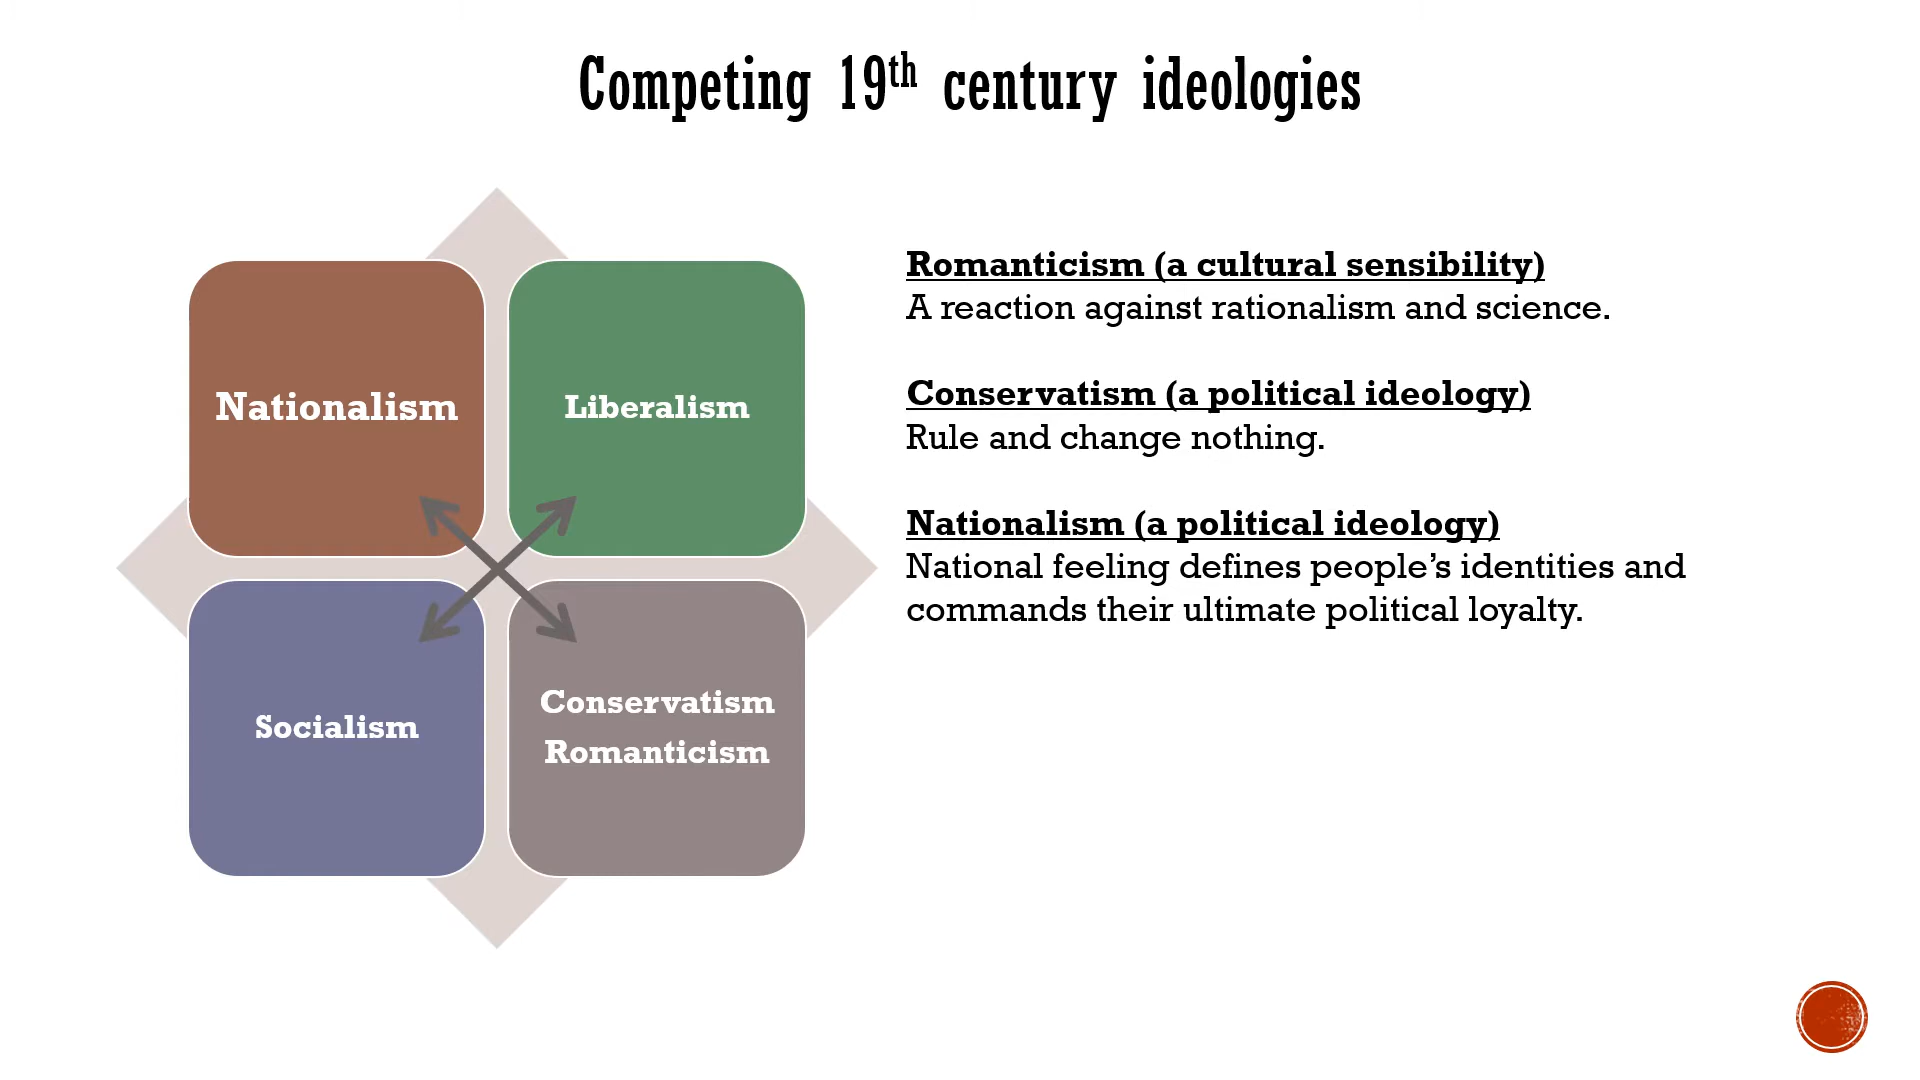 Competing 19th century ideologies
Nationalism
Liberalism
Socialism
Conservatism
Romanticism
Romanticism (a cultural sensibility)
A reaction against rationalism and science.
Conservatism (a political ideology)
Rule and change nothing.
Nationalism (a political ideology)
National feeling defines people’s identities and
commands their ultimate political loyalty.